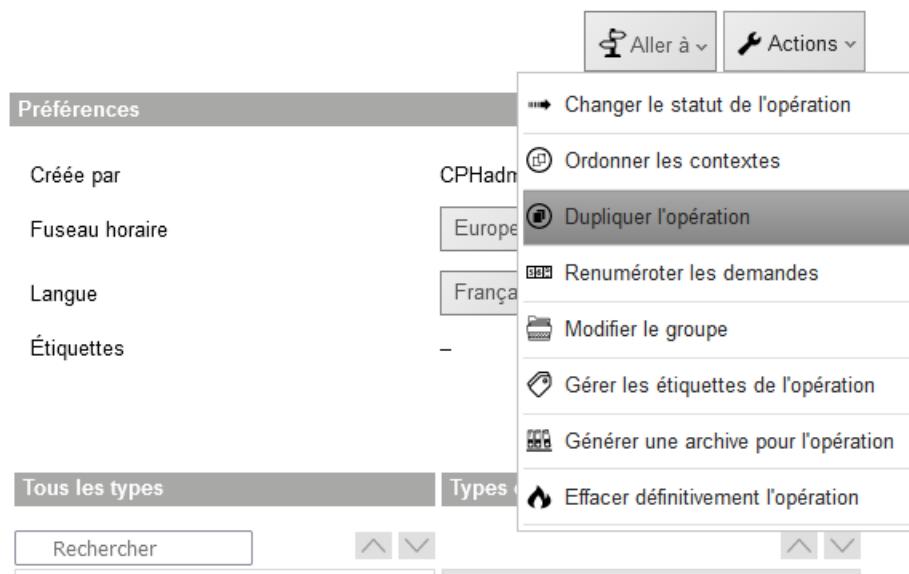 Aller à
Actions
Préférences
Changer le statut de l'opération
Créée par
CPHadm
Ordonner les contextes
Fuseau horaire
Europe
Dupliquer l'opération
Langue
França
Renuméroter les demandes
Étiquettes
–
Modifier le groupe
Gérer les étiquettes de l'opération
Générer une archive pour l'opération
Tous les types
Types
Effacer définitivement l'opération
Rechercher